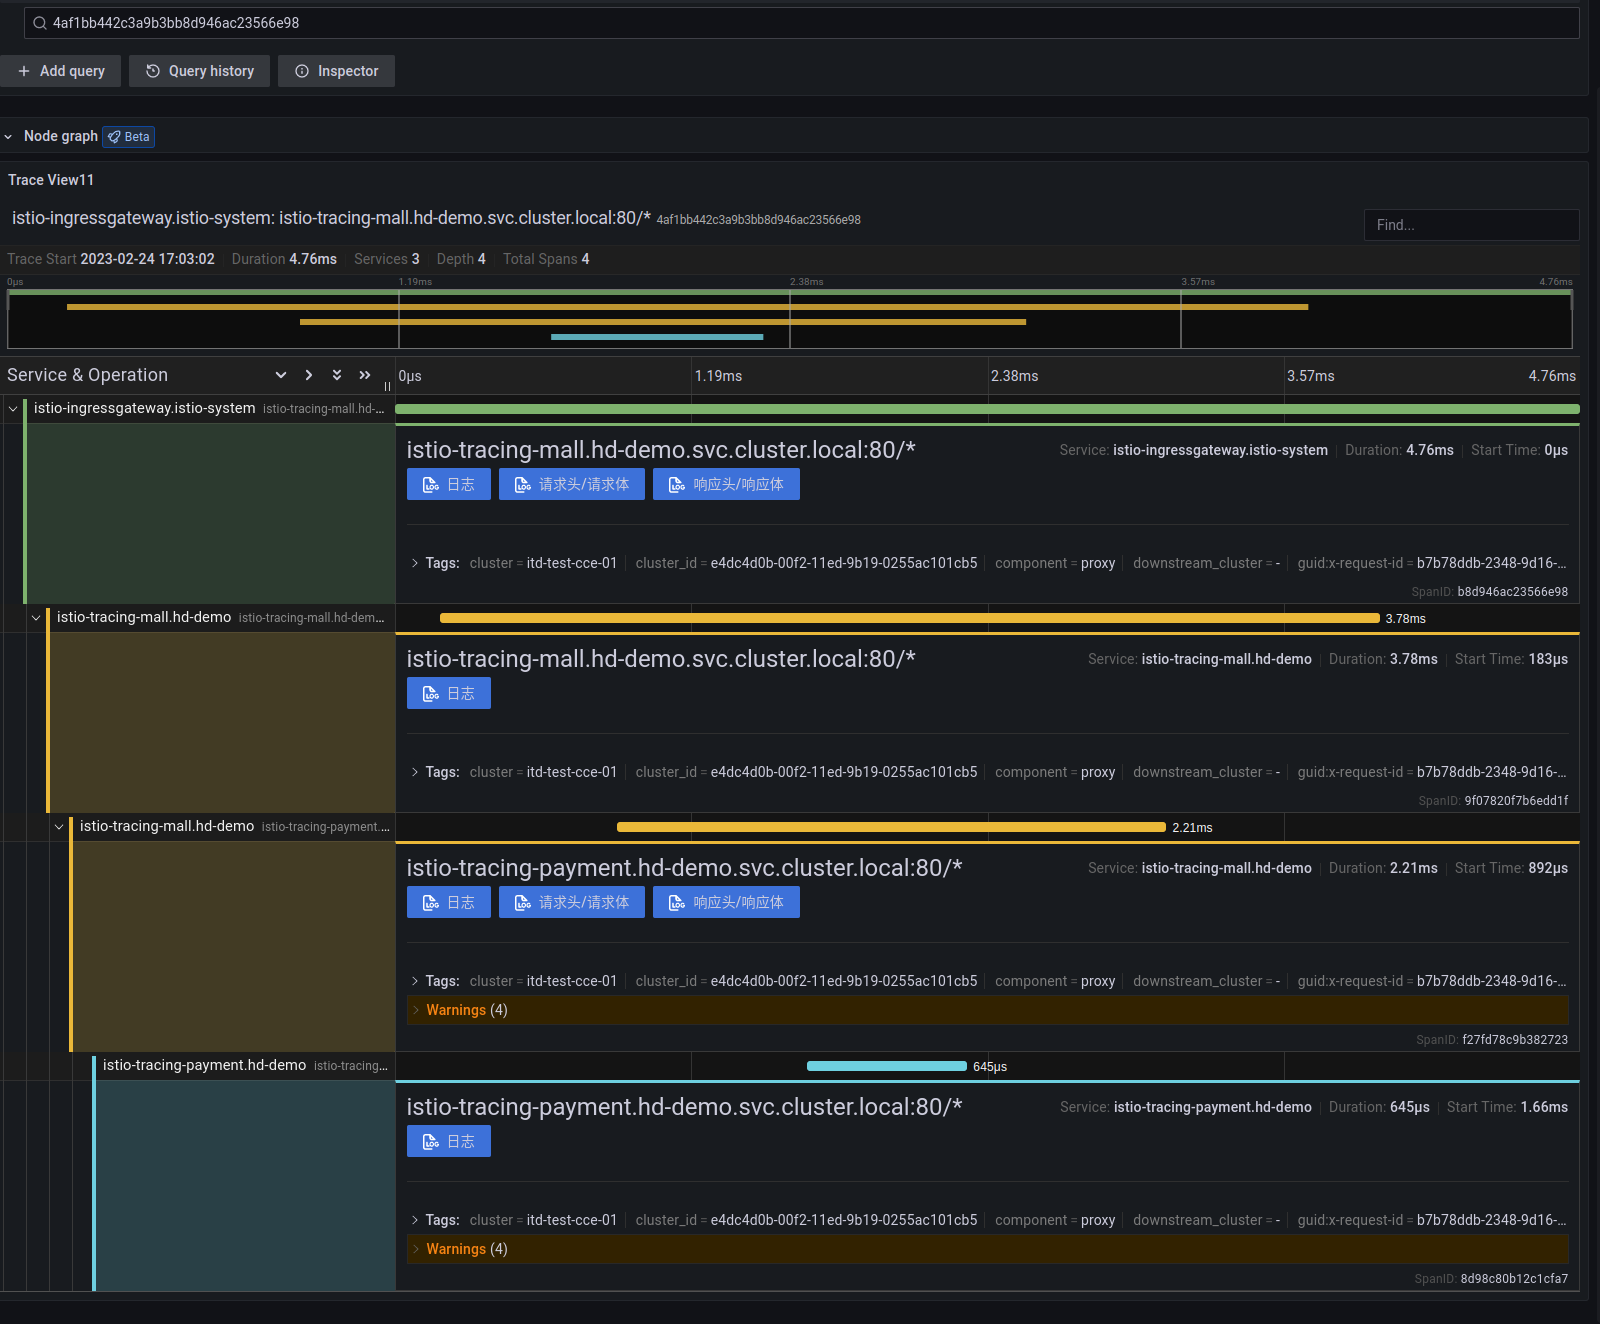 4af1bb442c3a9b3bb8d946ac23566e98
+ Add query Query history Inspector
Node graph Beta
Trace View11
istio-ingressgateway.istio-system: istio-tracing-mall.hd-demo.svc.cluster.local:80/* 4af1bb442c3a9b3bb8d946ac23566e98
Find...
Trace Start 2023-02-24 17:03:02 Duration 4.76ms Services 3 Depth 4 Total Spans 4
0μs 1.19ms 2.38ms 3.57ms 4.76ms
Service & Operation 0μs 1.19ms 2.38ms 3.57ms 4.76ms
istio-ingressgateway.istio-system istio-tracing-mall.hd-...
istio-tracing-mall.hd-demo.svc.cluster.local:80/* Service: istio-ingressgateway.istio-system Duration: 4.76ms Start Time: 0μs
LOG 日志 LOG 请求头/请求体 LOG 响应头/响应体
Tags: cluster = itd-test-cce-01 cluster_id = e4dc4d0b-00f2-11ed-9b19-0255ac101cb5 component = proxy downstream_cluster = - guid:x-request-id = b7b78ddb-2348-9d16-...
SpanID: b8d946ac23566e98
istio-tracing-mall.hd-demo istio-tracing-mall.hd-dem... 3.78ms
istio-tracing-mall.hd-demo.svc.cluster.local:80/* Service: istio-tracing-mall.hd-demo Duration: 3.78ms Start Time: 183μs
LOG 日志
Tags: cluster = itd-test-cce-01 cluster_id = e4dc4d0b-00f2-11ed-9b19-0255ac101cb5 component = proxy downstream_cluster = - guid:x-request-id = b7b78ddb-2348-9d16-...
SpanID: 9f07820f7b6edd1f
istio-tracing-mall.hd-demo istio-tracing-payment.... 2.21ms
istio-tracing-payment.hd-demo.svc.cluster.local:80/* Service: istio-tracing-mall.hd-demo Duration: 2.21ms Start Time: 892μs
LOG 日志 LOG 请求头/请求体 LOG 响应头/响应体
Tags: cluster = itd-test-cce-01 cluster_id = e4dc4d0b-00f2-11ed-9b19-0255ac101cb5 component = proxy downstream_cluster = - guid:x-request-id = b7b78ddb-2348-9d16-...
Warnings (4)
SpanID: f27fd78c9b382723
istio-tracing-payment.hd-demo istio-tracing... 645μs
istio-tracing-payment.hd-demo.svc.cluster.local:80/* Service: istio-tracing-payment.hd-demo Duration: 645μs Start Time: 1.66ms
LOG 日志
Tags: cluster = itd-test-cce-01 cluster_id = e4dc4d0b-00f2-11ed-9b19-0255ac101cb5 component = proxy downstream_cluster = - guid:x-request-id = b7b78ddb-2348-9d16-...
Warnings (4)
SpanID: 8d98c80b12c1cfa7